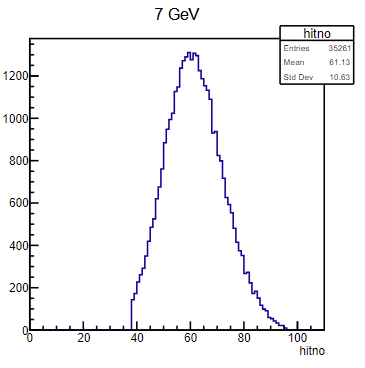 7 GeV
hitno
Entries 35261
Mean 61.13
Std Dev 10.63
1200
1000
800
600
400
200
0
0 20 40 60 80 100
hitno